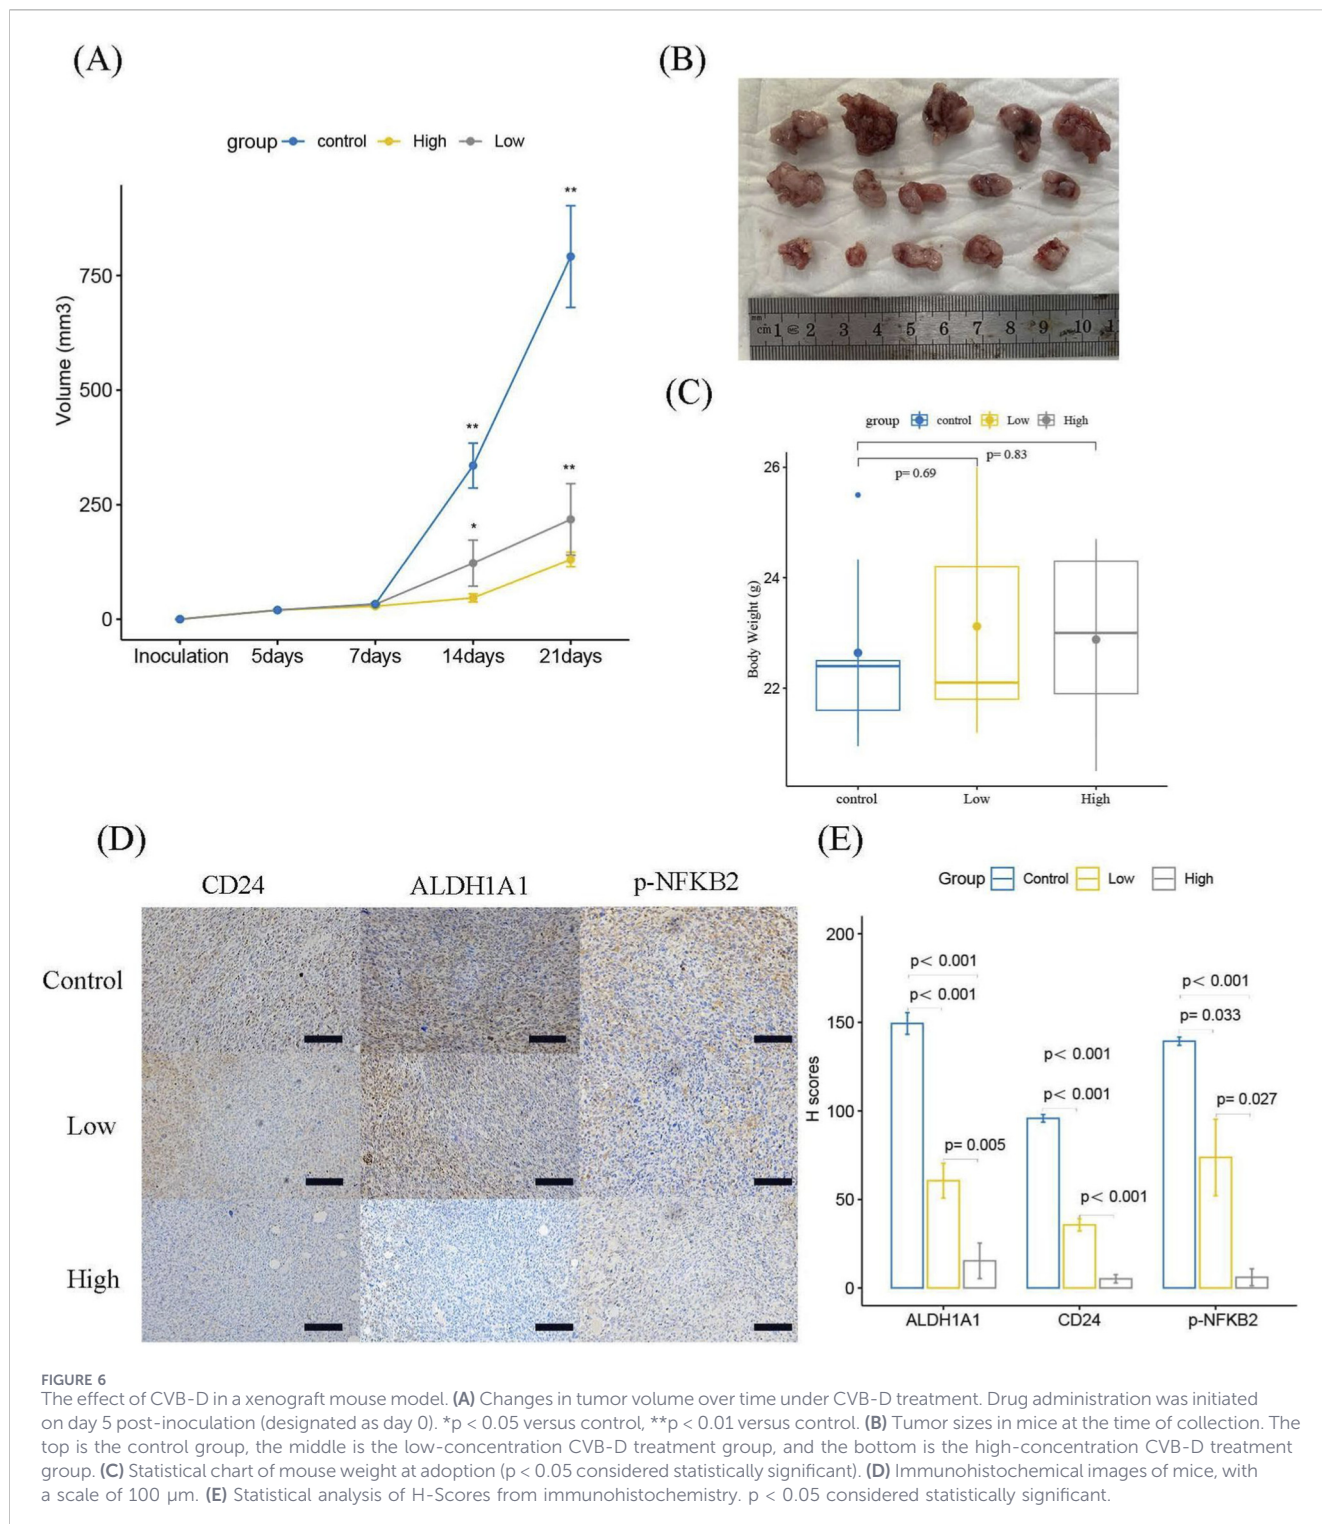 (A)
group control High Low
Volume (mm3)
750
500
250
0
**
**
*
**
Inoculation 5days 7days 14days 21days
(B)
mm
cm 1 2 3 4 5 6 7 8 9 10 1
(C)
group control Low High
Body Weight (g)
26
24
22
p= 0.83
p= 0.69
control Low High
(D)
CD24 ALDH1A1 p-NFKB2
Control
Low
High
(E)
Group Control Low High
H scores
200
150
100
50
0
p< 0.001
p< 0.001
p= 0.005
p< 0.001
p< 0.001
p< 0.001
p< 0.001
p= 0.033
p= 0.027
ALDH1A1 CD24 p-NFKB2
FIGURE 6
The effect of CVB-D in a xenograft mouse model. (A) Changes in tumor volume over time under CVB-D treatment. Drug administration was initiated
on day 5 post-inoculation (designated as day 0). *p < 0.05 versus control, **p < 0.01 versus control. (B) Tumor sizes in mice at the time of collection. The
top is the control group, the middle is the low-concentration CVB-D treatment group, and the bottom is the high-concentration CVB-D treatment
group. (C) Statistical chart of mouse weight at adoption (p < 0.05 considered statistically significant). (D) Immunohistochemical images of mice, with
a scale of 100 μm. (E) Statistical analysis of H-Scores from immunohistochemistry. p < 0.05 considered statistically significant.